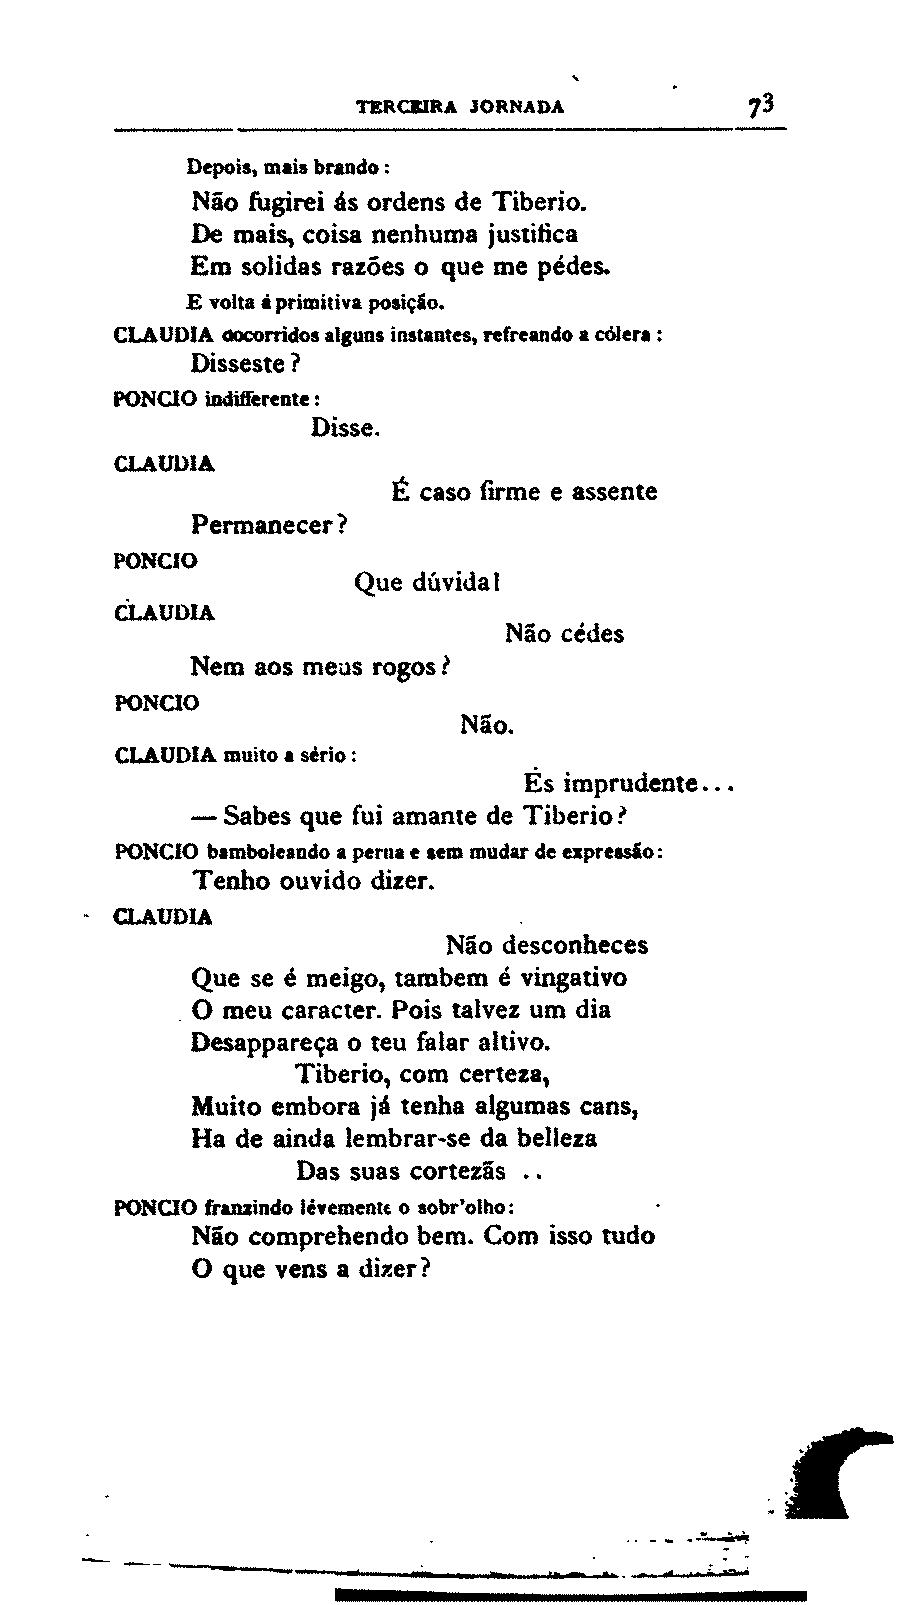 TERCEIRA JORNADA 73
Depois, mais brando :
Não fugirei ás ordens de Tiberio.
De mais, coisa nenhuma justifica
Em solidas razões o que me pédes.
E volta á primitiva posição.
CLAUDIA oocorridos alguns instantes, refreando a cólera :
Disseste ?
PONCIO indifferente :
Disse.
CLAUDIA
É caso firme e assente
Permanecer ?
PONCIO
Que dúvida!
CLAUDIA
Não cédes
Nem aos meus rogos ?
PONCIO
Não.
CLAUDIA muito a sério :
És imprudente...
— Sabes que fui amante de Tiberio ?
PONCIO bamboleando a perna e sem mudar de expressão :
Tenho ouvido dizer.
CLAUDIA
Não desconheces
Que se é meigo, tambem é vingativo
O meu caracter. Pois talvez um dia
Desappareça o teu falar altivo.
Tiberio, com certeza,
Muito embora já tenha algumas cans,
Ha de ainda lembrar-se da belleza
Das suas cortezãs ..
PONCIO franzindo lévemente o sobr'olho :
Não comprehendo bem. Com isso tudo
O que vens a dizer ?